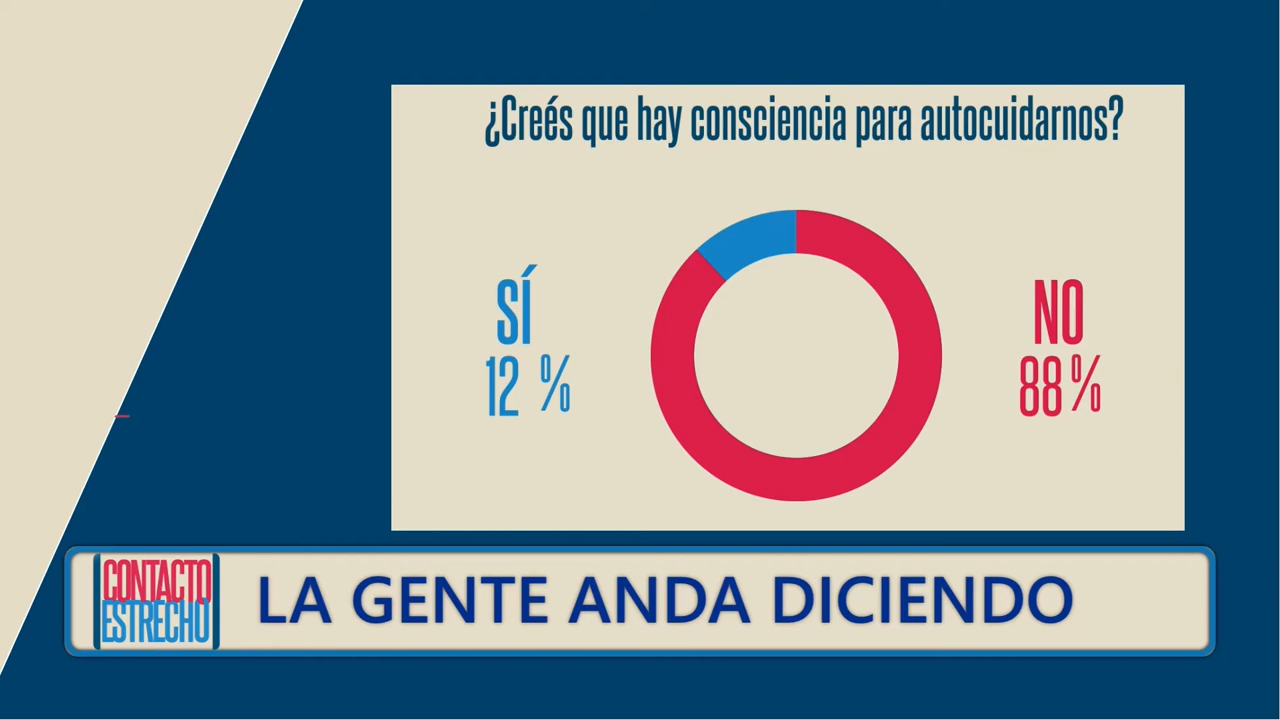 ¿Creés que hay consciencia para autocuidarnos?
SÍ
12 %
NO
88%
CONTACTO
ESTRECHO
LA GENTE ANDA DICIENDO